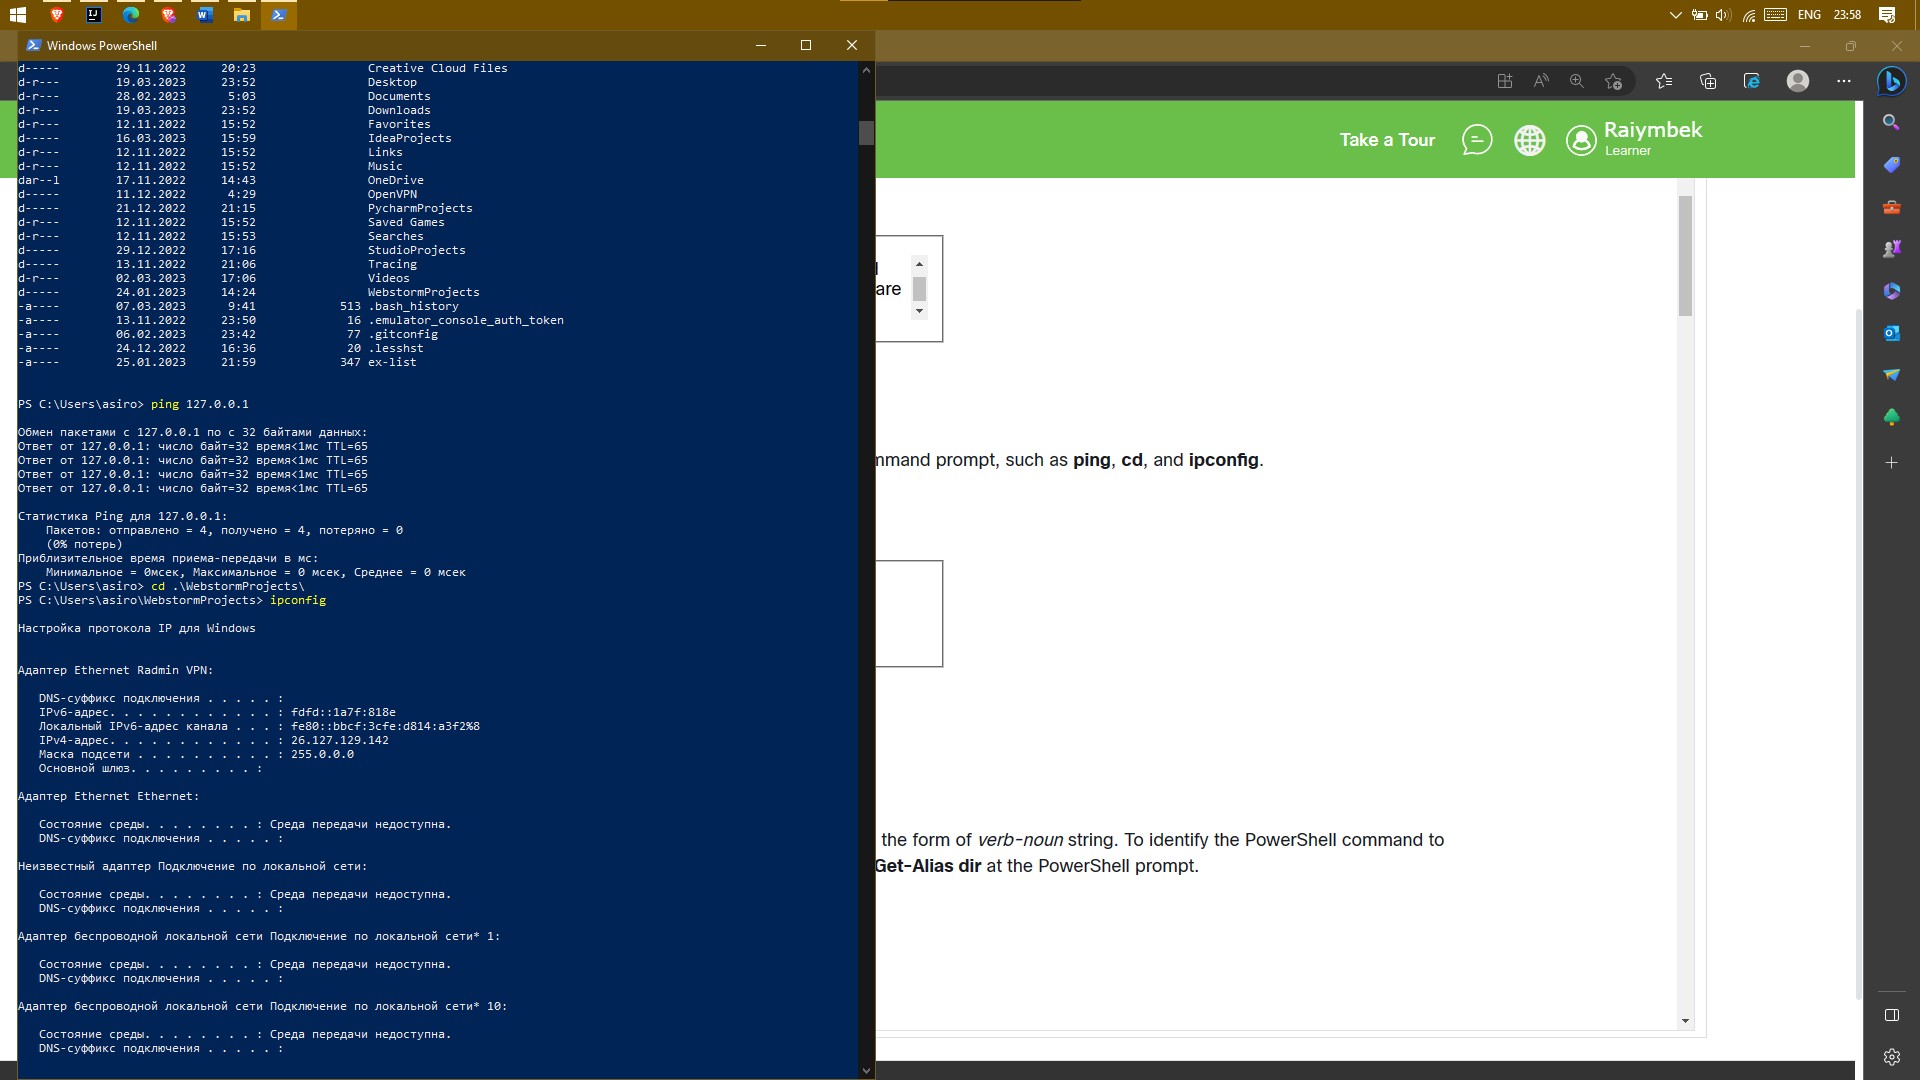 ENG
23:58
Windows PowerShell
d----- 29.11.2022 20:23 Creative Cloud Files
d-r--- 19.03.2023 23:52 Desktop
d-r--- 28.02.2023 5:03 Documents
d-r--- 19.03.2023 23:52 Downloads
d-r--- 12.11.2022 15:52 Favorites
d----- 16.03.2023 15:59 IdeaProjects
d-r--- 12.11.2022 15:52 Links
d-r--- 12.11.2022 15:52 Music
dar--l 17.11.2022 14:43 OneDrive
d----- 11.12.2022 4:29 OpenVPN
d----- 21.12.2022 21:15 PycharmProjects
d-r--- 12.11.2022 15:52 Saved Games
d-r--- 12.11.2022 15:53 Searches
d----- 29.12.2022 17:16 StudioProjects
d----- 13.11.2022 21:06 Tracing
d-r--- 02.03.2023 17:06 Videos
d----- 24.01.2023 14:24 WebstormProjects
-a---- 07.03.2023 9:41 513 .bash_history
-a---- 13.11.2022 23:50 16 .emulator_console_auth_token
-a---- 06.02.2023 23:42 77 .gitconfig
-a---- 24.12.2022 16:36 20 .lesshst
-a---- 25.01.2023 21:59 347 ex-list
PS C:\Users\asiro> ping 127.0.0.1
Обмен пакетами с 127.0.0.1 по с 32 байтами данных:
Ответ от 127.0.0.1: число байт=32 время<1мс TTL=65
Ответ от 127.0.0.1: число байт=32 время<1мс TTL=65
Ответ от 127.0.0.1: число байт=32 время<1мс TTL=65
Ответ от 127.0.0.1: число байт=32 время<1мс TTL=65
Статистика Ping для 127.0.0.1:
Пакетов: отправлено = 4, получено = 4, потеряно = 0
(0% потерь)
Приблизительное время приема-передачи в мс:
Минимальное = 0мсек, Максимальное = 0 мсек, Среднее = 0 мсек
PS C:\Users\asiro> cd .\WebstormProjects\
PS C:\Users\asiro\WebstormProjects> ipconfig
Настройка протокола IP для Windows
Адаптер Ethernet Radmin VPN:
DNS-суффикс подключения . . . . . :
IPv6-адрес. . . . . . . . . . . . : fdfd::1a7f:818e
Локальный IPv6-адрес канала . . . : fe80::bbcf:3cfe:d814:a3f2%8
IPv4-адрес. . . . . . . . . . . . : 26.127.129.142
Маска подсети . . . . . . . . . . : 255.0.0.0
Основной шлюз. . . . . . . . . :
Адаптер Ethernet Ethernet:
Состояние среды. . . . . . . . : Среда передачи недоступна.
DNS-суффикс подключения . . . . . :
Неизвестный адаптер Подключение по локальной сети:
Состояние среды. . . . . . . . : Среда передачи недоступна.
DNS-суффикс подключения . . . . . :
Адаптер беспроводной локальной сети Подключение по локальной сети* 1:
Состояние среды. . . . . . . . : Среда передачи недоступна.
DNS-суффикс подключения . . . . . :
Адаптер беспроводной локальной сети Подключение по локальной сети* 10:
Состояние среды. . . . . . . . : Среда передачи недоступна.
DNS-суффикс подключения . . . . . :
Take a Tour
Raiymbek
Learner
are
mmand prompt, such as ping, cd, and ipconfig.
the form of verb-noun string. To identify the PowerShell command to
Get-Alias dir at the PowerShell prompt.